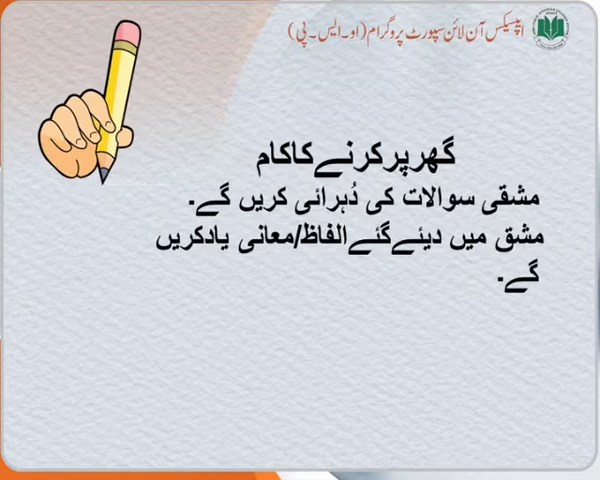 ایپسیکس آن لائن سپورٹ پروگرام (او۔ایس۔پی)
گھر پر کرنے کا کام
مشقی سوالات کی دُہرائی کریں گے۔
مشق میں دیئے گئے الفاظ/معانی یاد کریں
گے۔